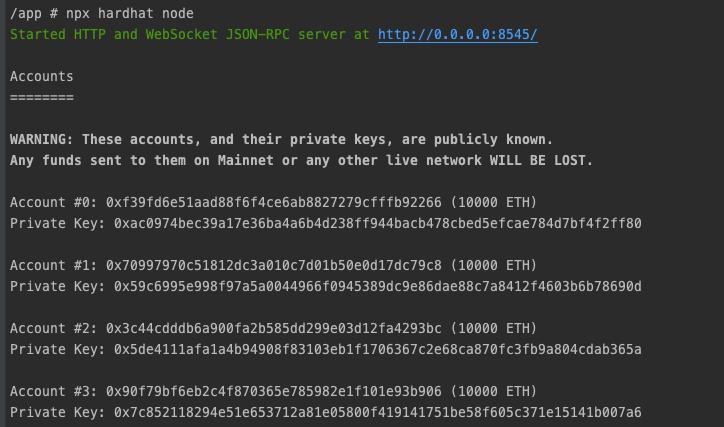 /app # npx hardhat node
Started HTTP and WebSocket JSON-RPC server at http://0.0.0.0:8545/
Accounts
========
WARNING: These accounts, and their private keys, are publicly known.
Any funds sent to them on Mainnet or any other live network WILL BE LOST.
Account #0: 0xf39fd6e51aad88f6f4ce6ab8827279cfffb92266 (10000 ETH)
Private Key: 0xac0974bec39a17e36ba4a6b4d238ff944bacb478cbed5efcae784d7bf4f2ff80
Account #1: 0x70997970c51812dc3a010c7d01b50e0d17dc79c8 (10000 ETH)
Private Key: 0x59c6995e998f97a5a0044966f0945389dc9e86dae88c7a8412f4603b6b78690d
Account #2: 0x3c44cdddb6a900fa2b585dd299e03d12fa4293bc (10000 ETH)
Private Key: 0x5de4111afa1a4b94908f83103eb1f1706367c2e68ca870fc3fb9a804cdab365a
Account #3: 0x90f79bf6eb2c4f870365e785982e1f101e93b906 (10000 ETH)
Private Key: 0x7c852118294e51e653712a81e05800f419141751be58f605c371e15141b007a6